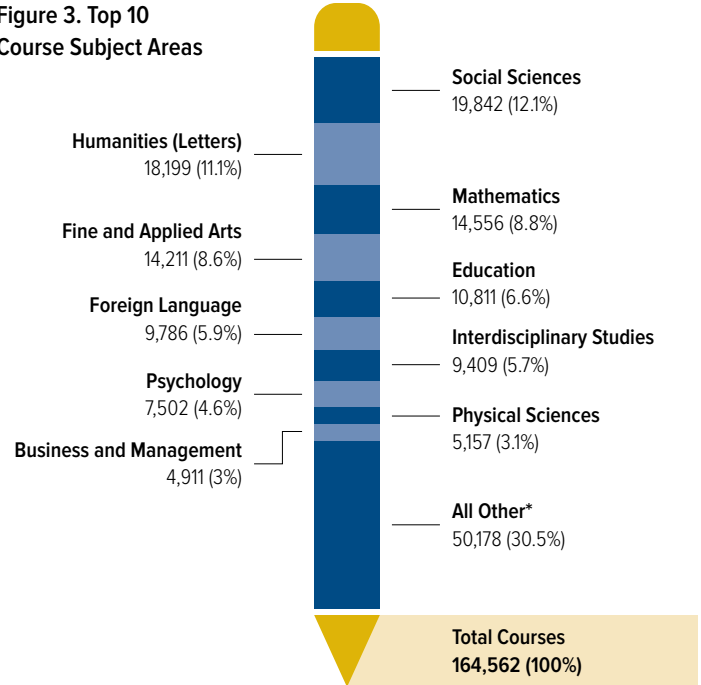 Figure 3. Top 10
Course Subject Areas
Social Sciences
19,842 (12.1%)
Humanities (Letters)
18,199 (11.1%)
Mathematics
14,556 (8.8%)
Fine and Applied Arts
14,211 (8.6%)
Education
10,811 (6.6%)
Foreign Language
9,786 (5.9%)
Interdisciplinary Studies
9,409 (5.7%)
Psychology
7,502 (4.6%)
Physical Sciences
5,157 (3.1%)
Business and Management
4,911 (3%)
All Other*
50,178 (30.5%)
Total Courses
164,562 (100%)